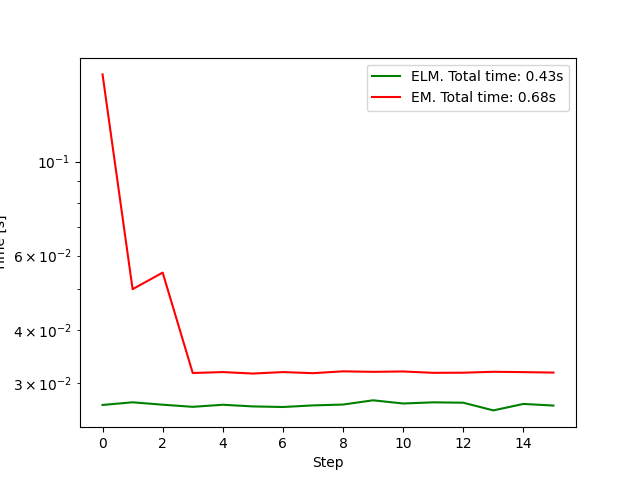 ELM. Total time: 0.43s
EM. Total time: 0.68s
10⁻¹
6 × 10⁻²
4 × 10⁻²
3 × 10⁻²
0 2 4 6 8 10 12 14
Step